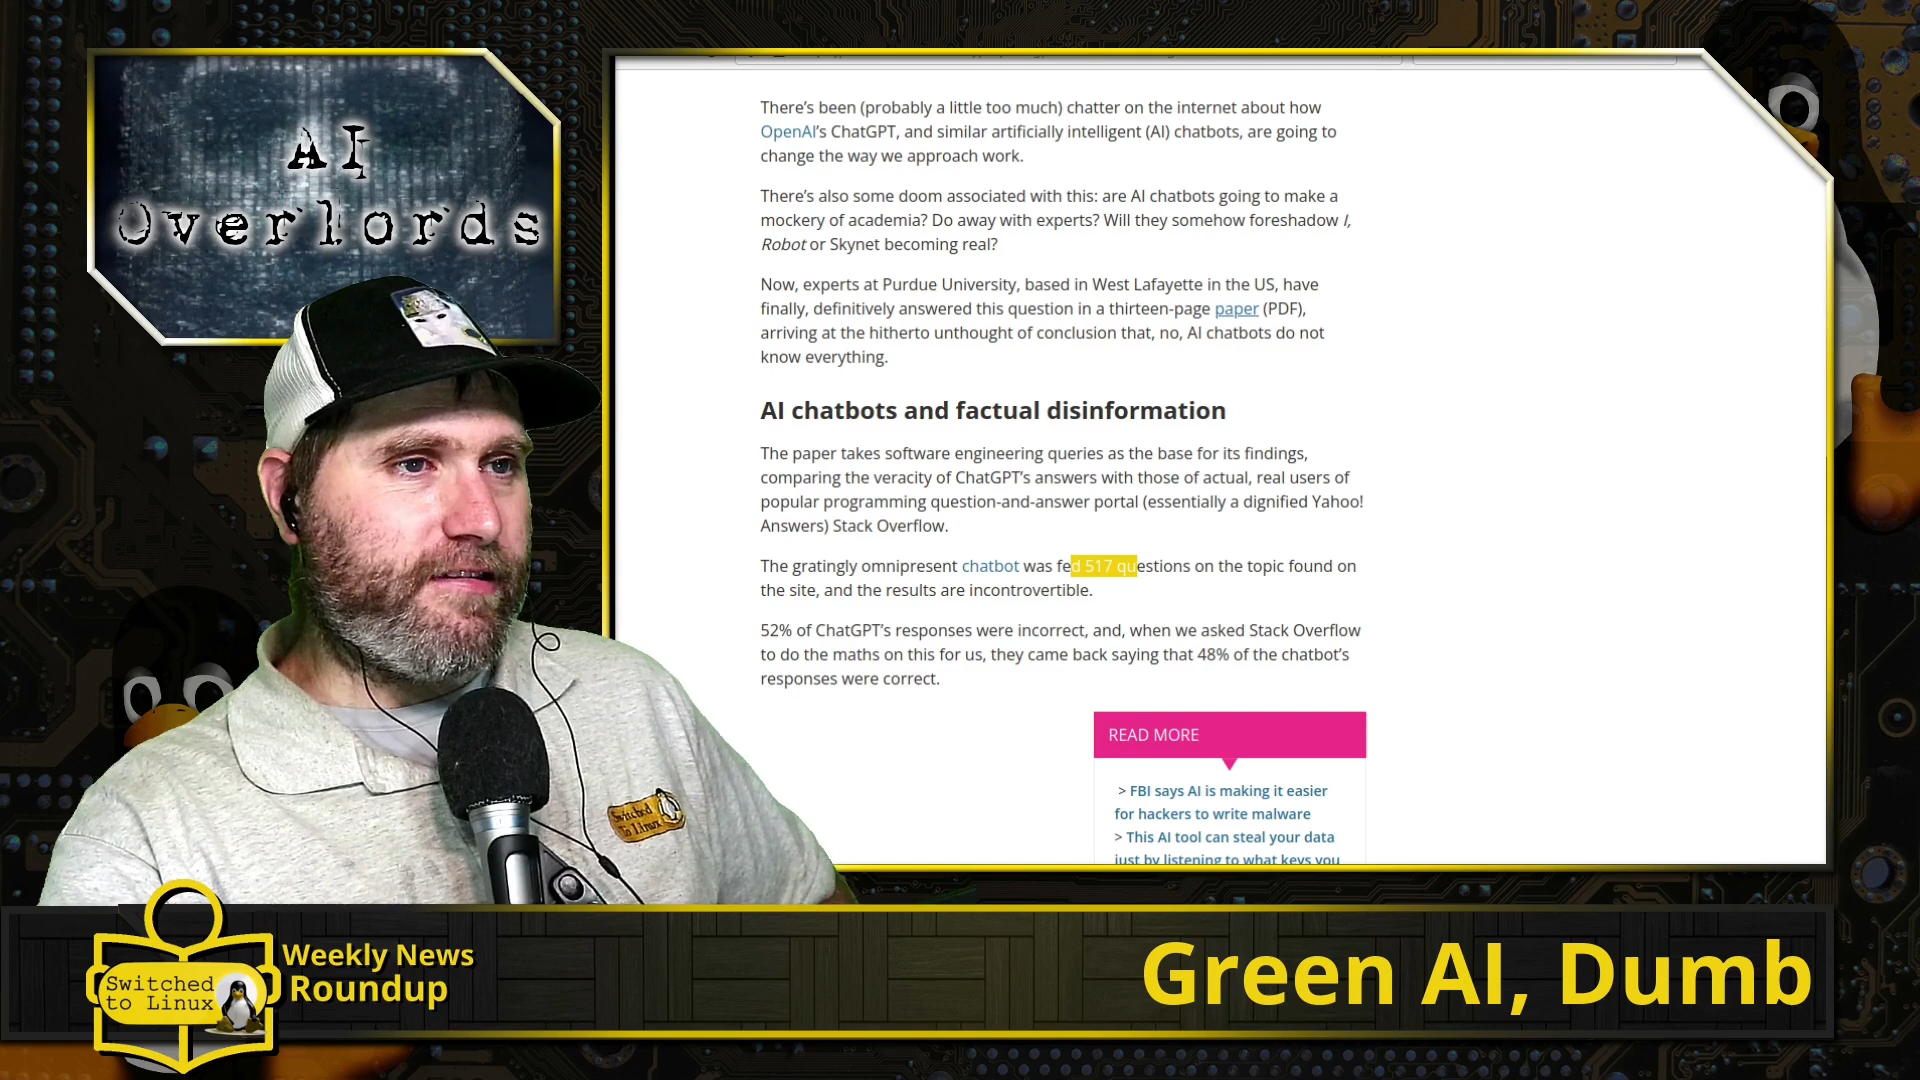 AI
Overlords
There's been (probably a little too much) chatter on the internet about how
OpenAI's ChatGPT, and similar artificially intelligent (AI) chatbots, are going to
change the way we approach work.
There's also some doom associated with this: are AI chatbots going to make a
mockery of academia? Do away with experts? Will they somehow foreshadow I,
Robot or Skynet becoming real?
Now, experts at Purdue University, based in West Lafayette in the US, have
finally, definitively answered this question in a thirteen-page paper (PDF),
arriving at the hitherto unthought of conclusion that, no, AI chatbots do not
know everything.
AI chatbots and factual disinformation
The paper takes software engineering queries as the base for its findings,
comparing the veracity of ChatGPT's answers with those of actual, real users of
popular programming question-and-answer portal (essentially a dignified Yahoo!
Answers) Stack Overflow.
The gratingly omnipresent chatbot was fed 517 questions on the topic found on
the site, and the results are incontrovertible.
52% of ChatGPT's responses were incorrect, and, when we asked Stack Overflow
to do the maths on this for us, they came back saying that 48% of the chatbot's
responses were correct.
READ MORE
> FBI says AI is making it easier
for hackers to write malware
> This AI tool can steal your data
just by listening to what keys you
Switched
To Linux
Switched
to Linux
Weekly News
Roundup
Green AI, Dumb